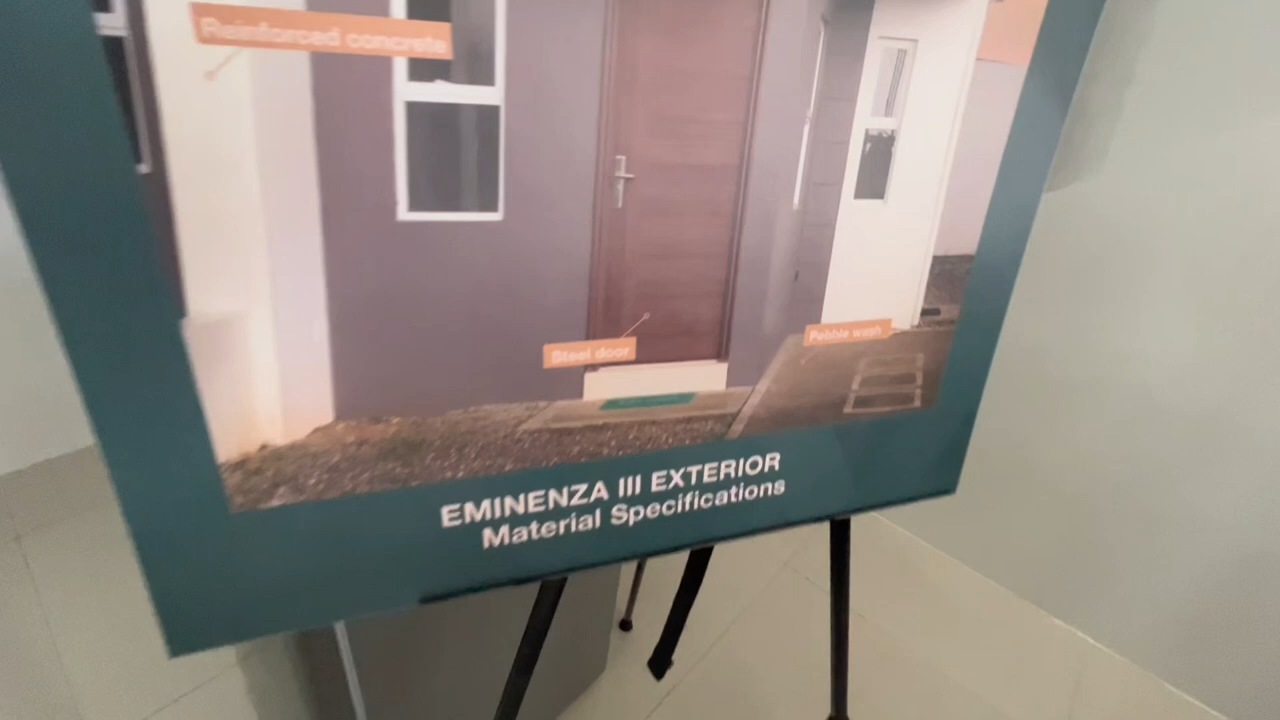 Reinforced concrete
Steel door
Pebble wash
EMINENZA III EXTERIOR
Material Specifications